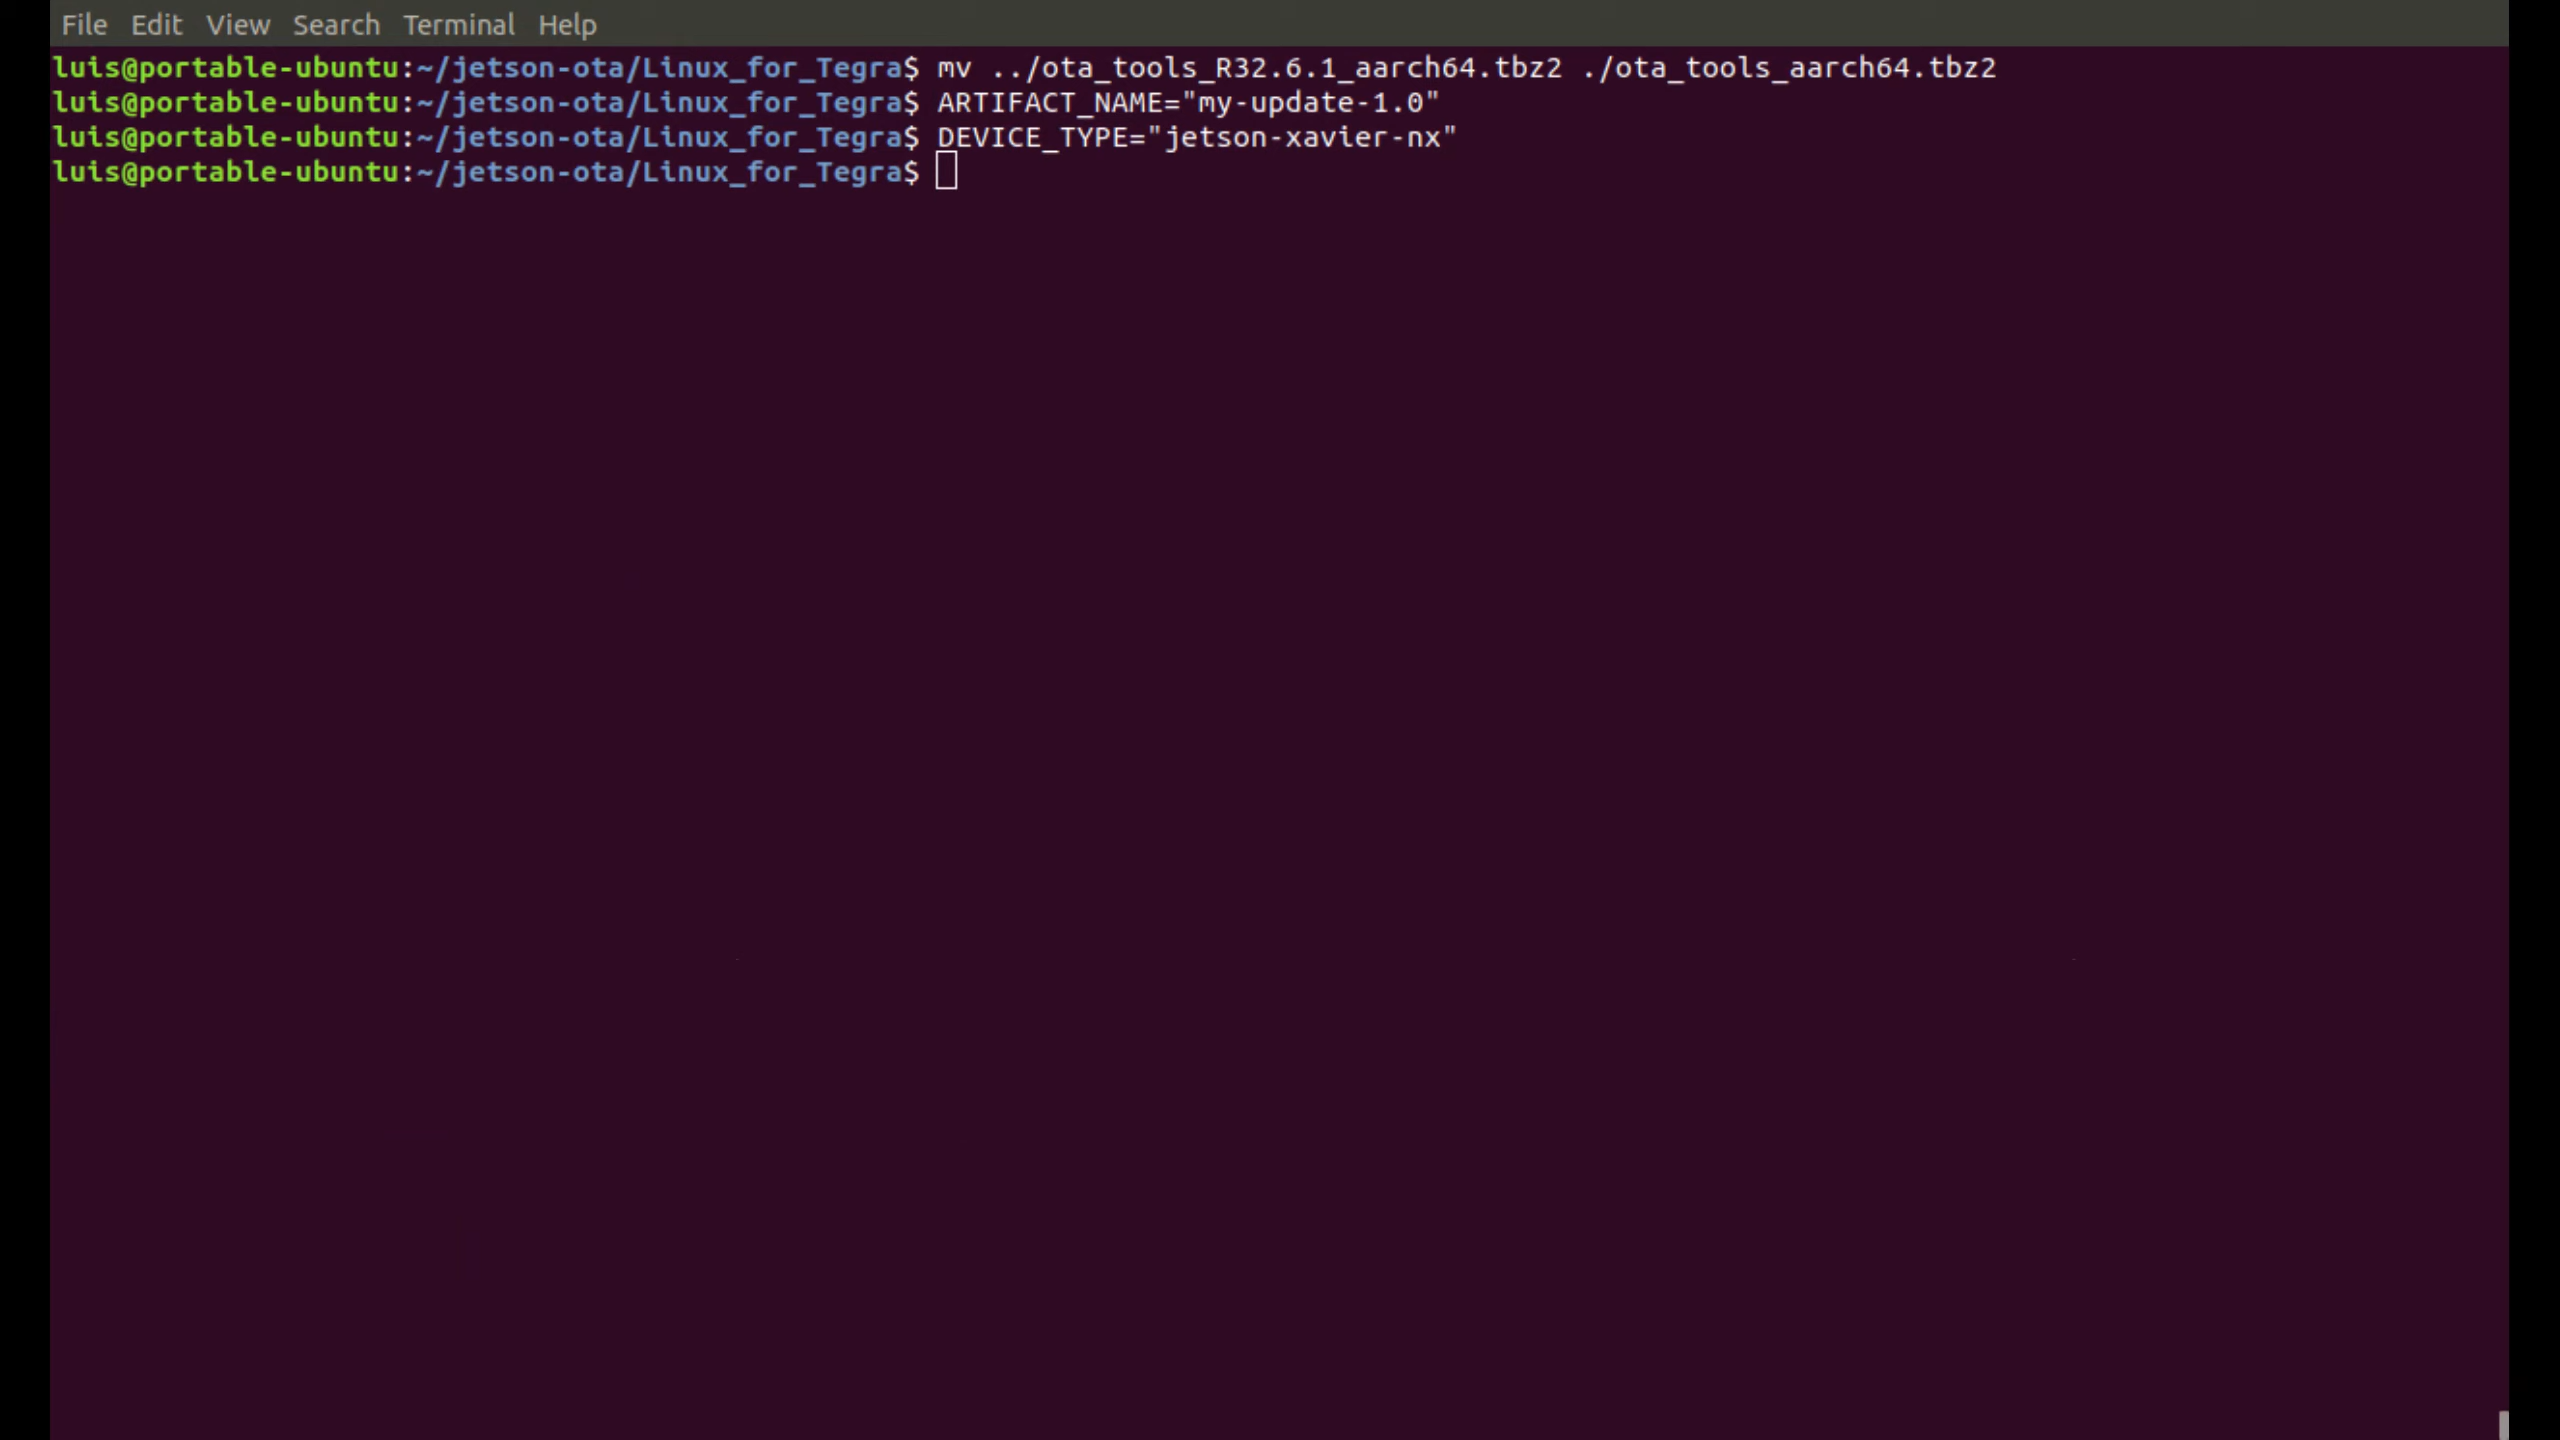 File Edit View Search Terminal Help
luis@portable-ubuntu:~/jetson-ota/Linux_for_Tegra$ mv ../ota_tools_R32.6.1_aarch64.tbz2 ./ota_tools_aarch64.tbz2
luis@portable-ubuntu:~/jetson-ota/Linux_for_Tegra$ ARTIFACT_NAME="my-update-1.0"
luis@portable-ubuntu:~/jetson-ota/Linux_for_Tegra$ DEVICE_TYPE="jetson-xavier-nx"
luis@portable-ubuntu:~/jetson-ota/Linux_for_Tegra$